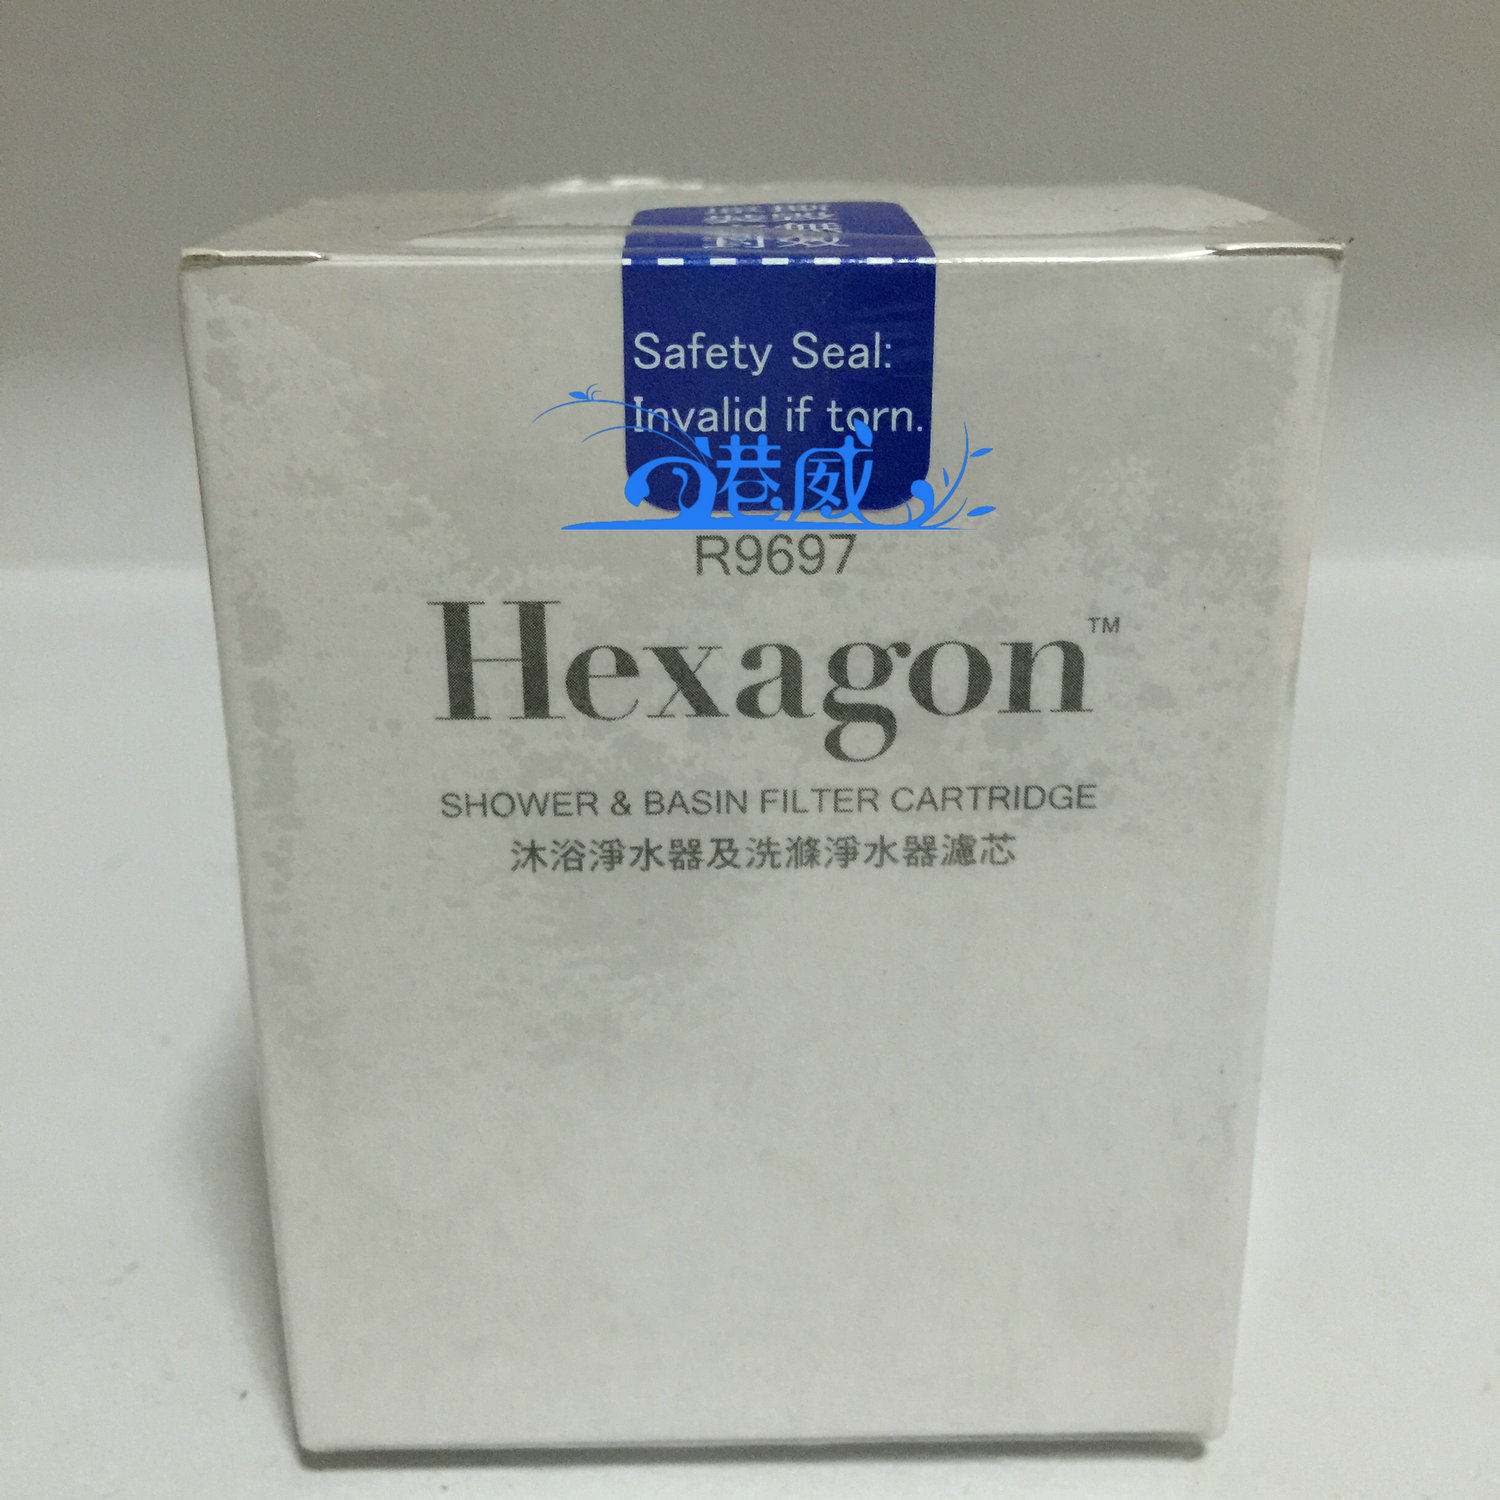 Safety Seal:
Invalid if torn.
港威
R9697
Hexagon™
SHOWER & BASIN FILTER CARTRIDGE
沐浴淨水器及洗滌淨水器濾芯